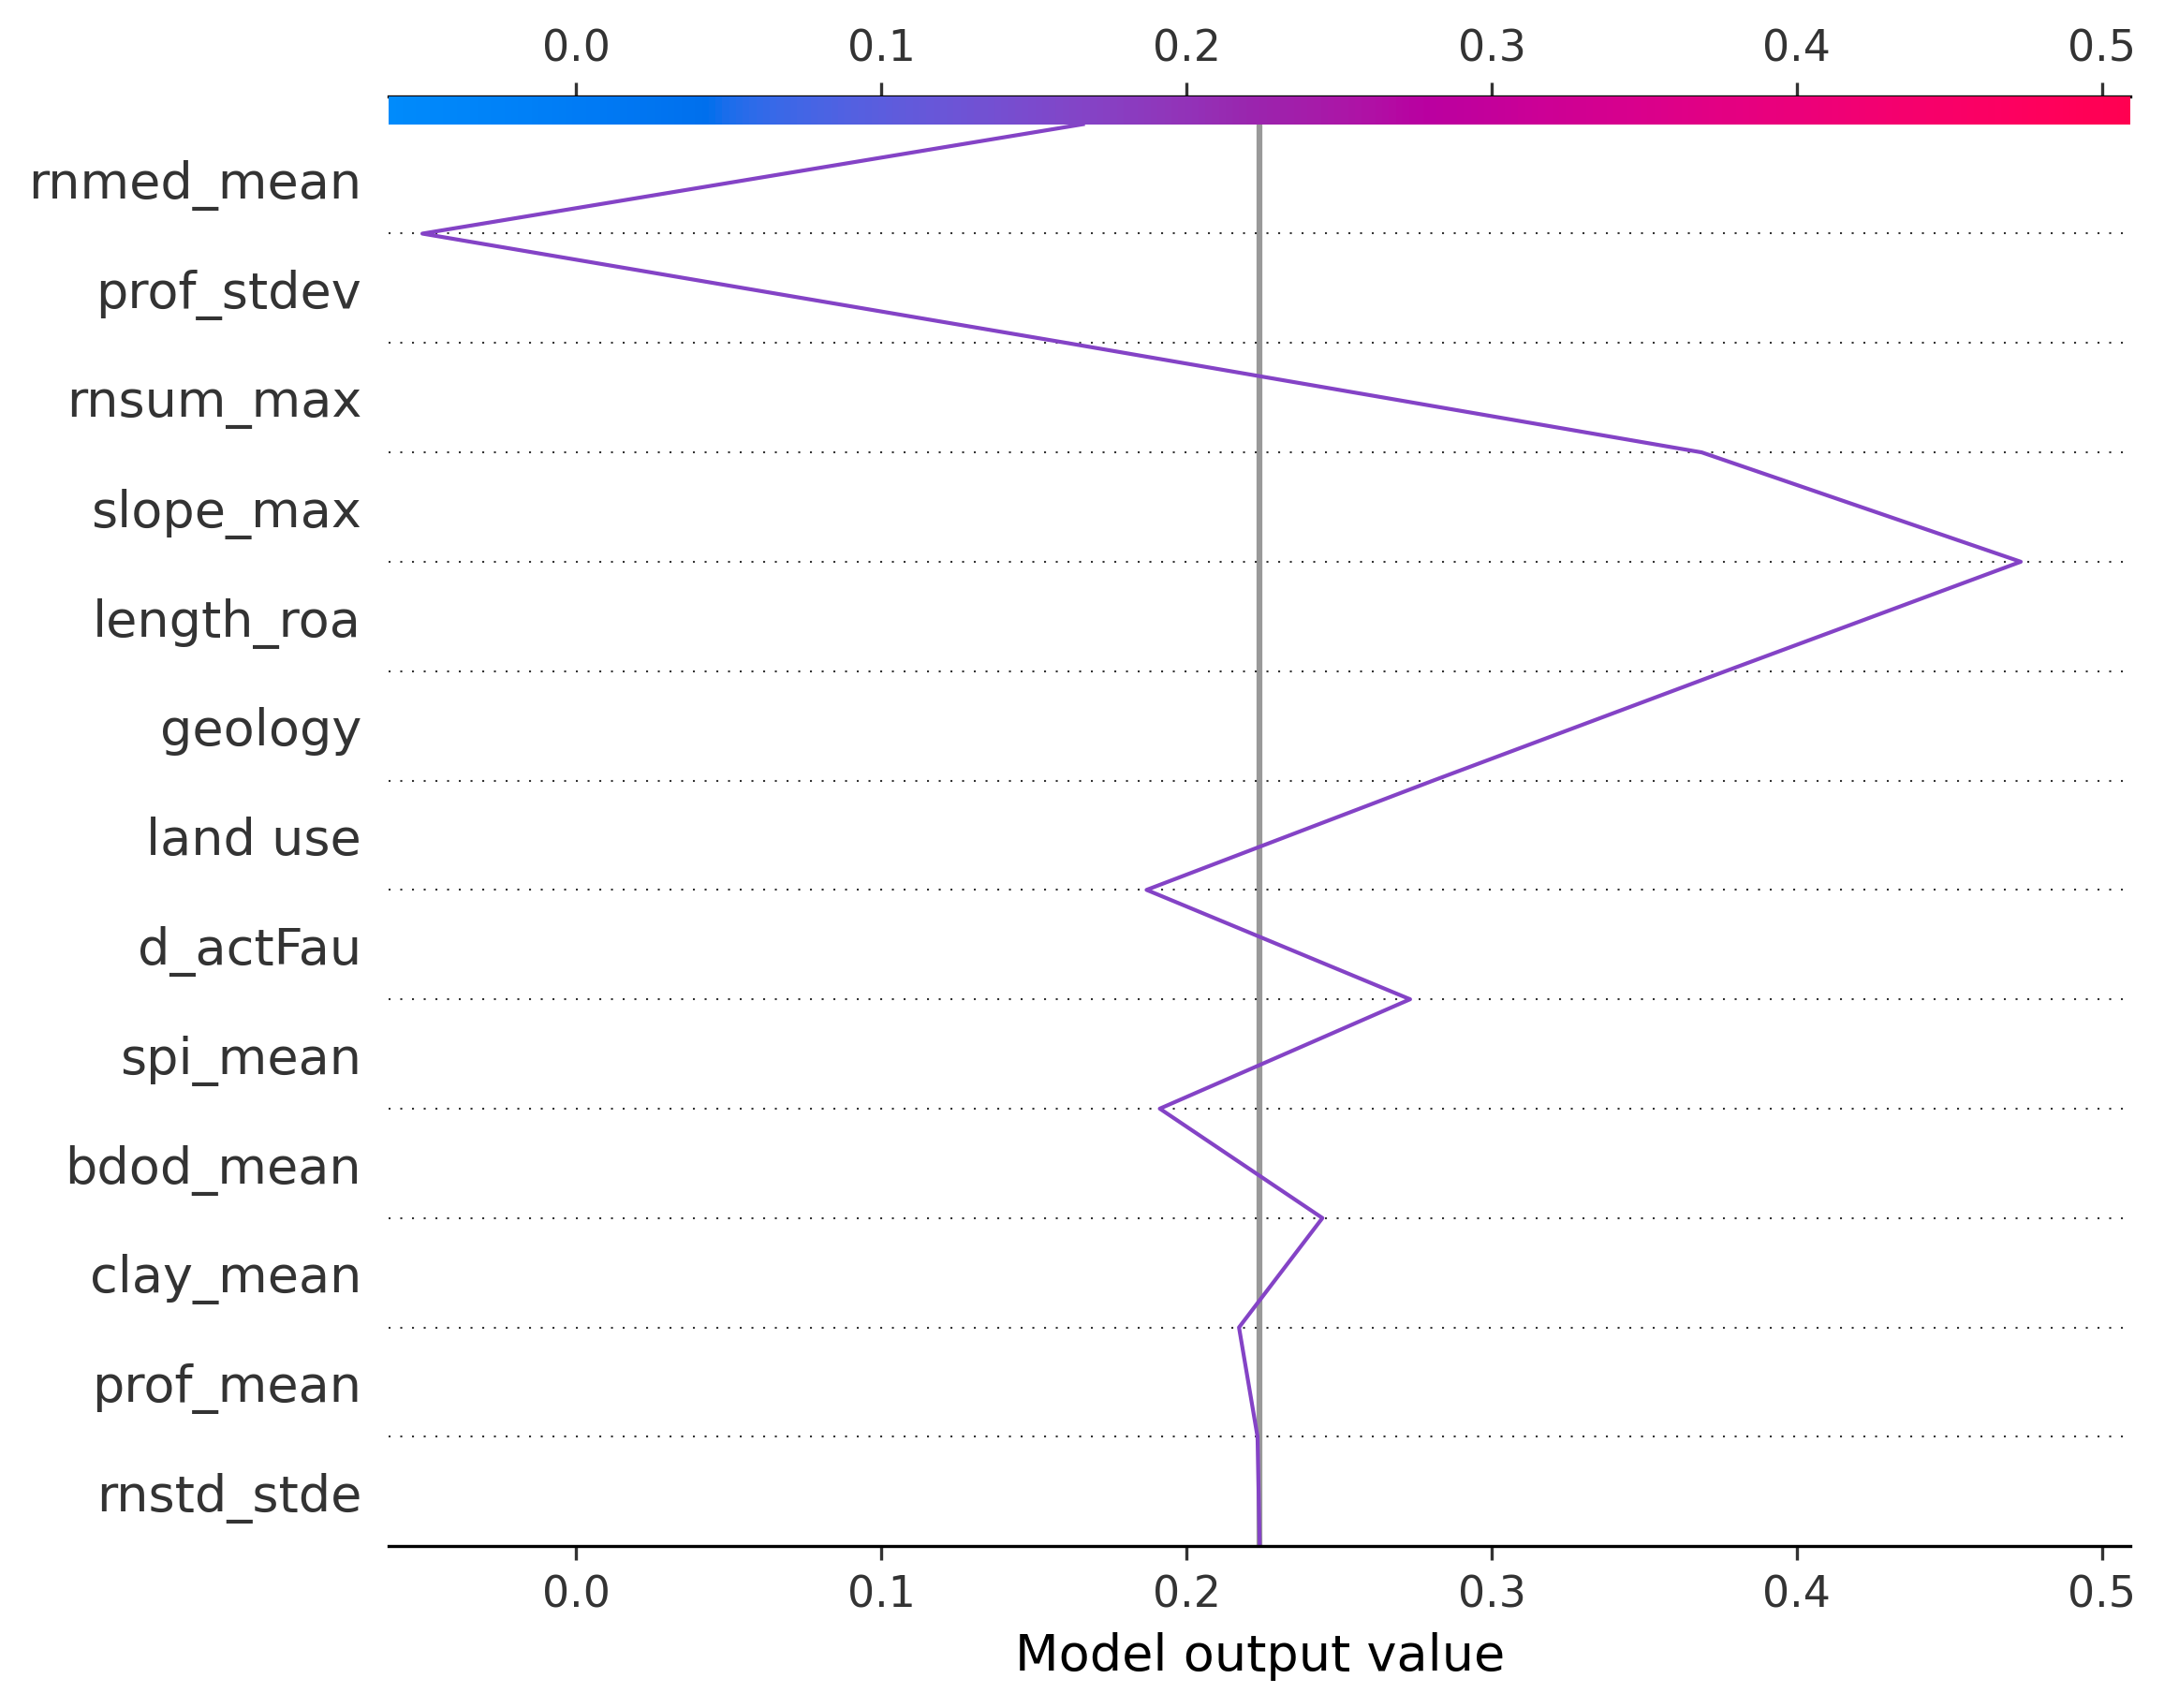 0.0 0.1 0.2 0.3 0.4 0.5
rnmed_mean
prof_stdev
rnsum_max
slope_max
length_roa
geology
land use
d_actFau
spi_mean
bdod_mean
clay_mean
prof_mean
rnstd_stde
0.0 0.1 0.2 0.3 0.4 0.5
Model output value